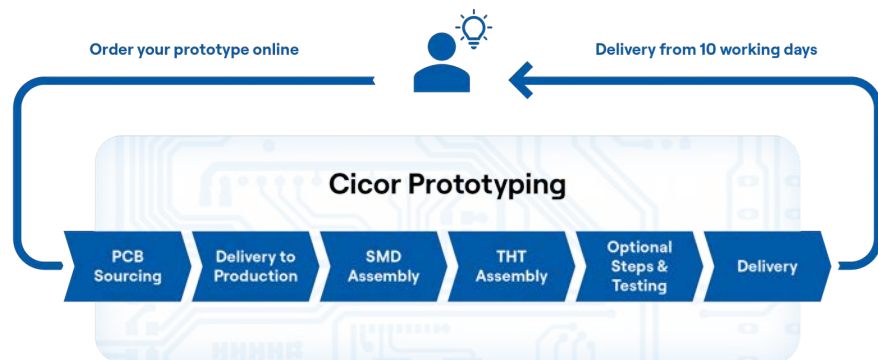 Order your prototype online
Delivery from 10 working days
Cicor Prototyping
PCB
Sourcing
Delivery to
Production
SMD
Assembly
THT
Assembly
Optional
Steps &
Testing
Delivery